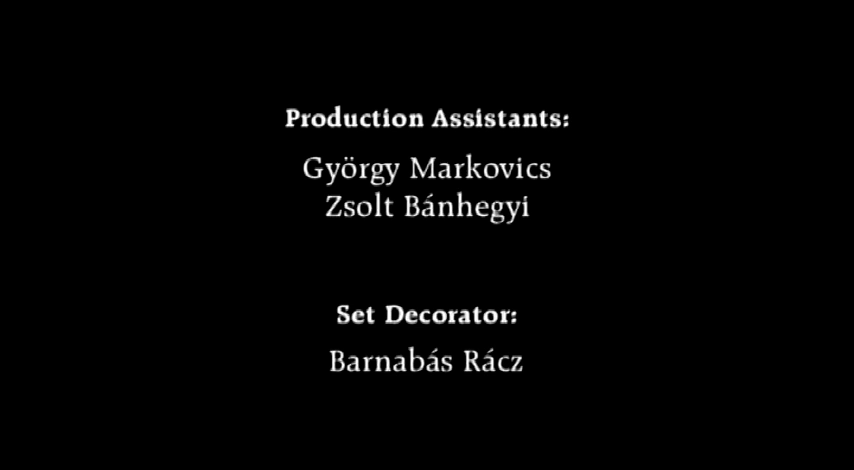 Production Assistants:
György Markovics
Zsolt Bánhegyi
Set Decorator:
Barnabás Rácz